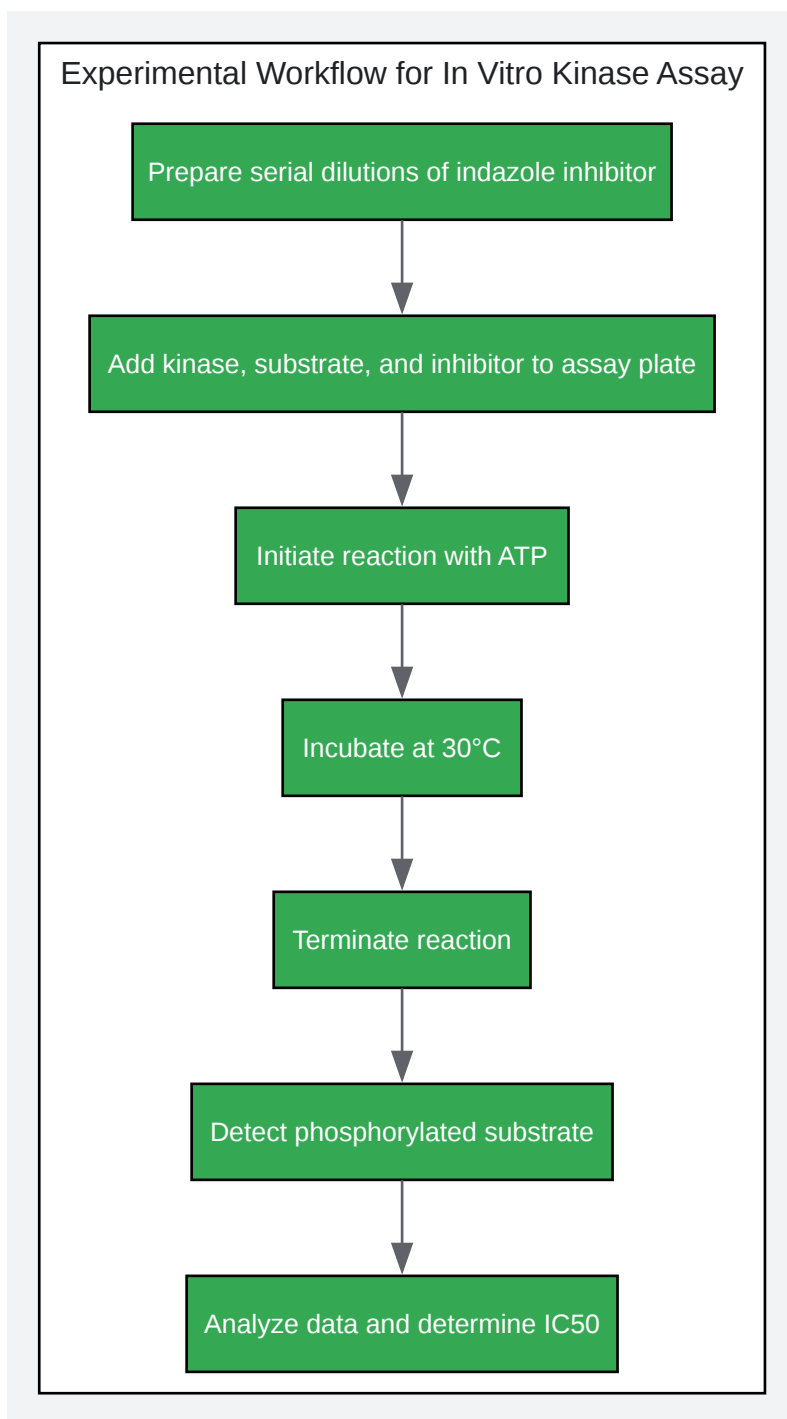 Experimental Workflow for In Vitro Kinase Assay
Prepare serial dilutions of indazole inhibitor
Add kinase, substrate, and inhibitor to assay plate
Initiate reaction with ATP
Incubate at 30°C
Terminate reaction
Detect phosphorylated substrate
Analyze data and determine IC50